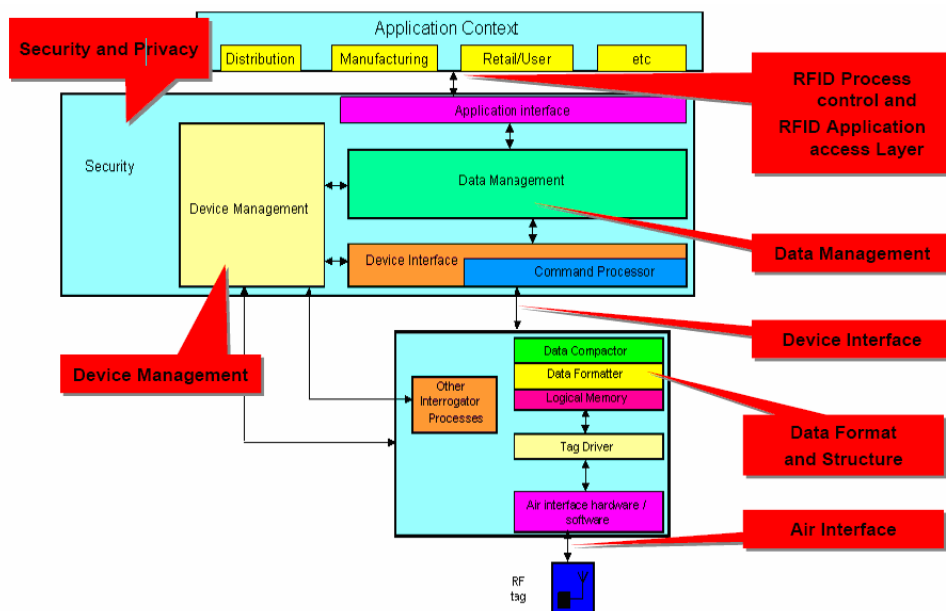 Application Context
Security and Privacy
Distribution
Manufacturing
Retail/User
etc
RFID Process
control and
RFID Application
access Layer
Application interface
Security
Device Management
Data Management
Device Interface
Command Processor
Data Management
Device Interface
Device Management
Data Compactor
Data Formatter
Logical Memory
Other
Interrogator
Processes
Data Format
and Structure
Tag Driver
Air interface hardware /
software
Air Interface
RF
tag